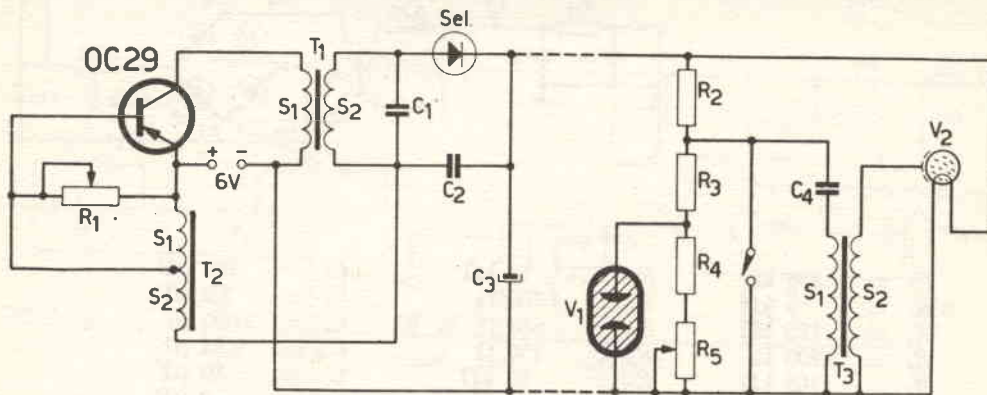 Sel.
OC29
T1
S1
S2
C1
R2
V2
+ -
6V
C2
R3
C4
R1
S1
T2
S2
C3
V1
R4
S1
S2
R5
T3